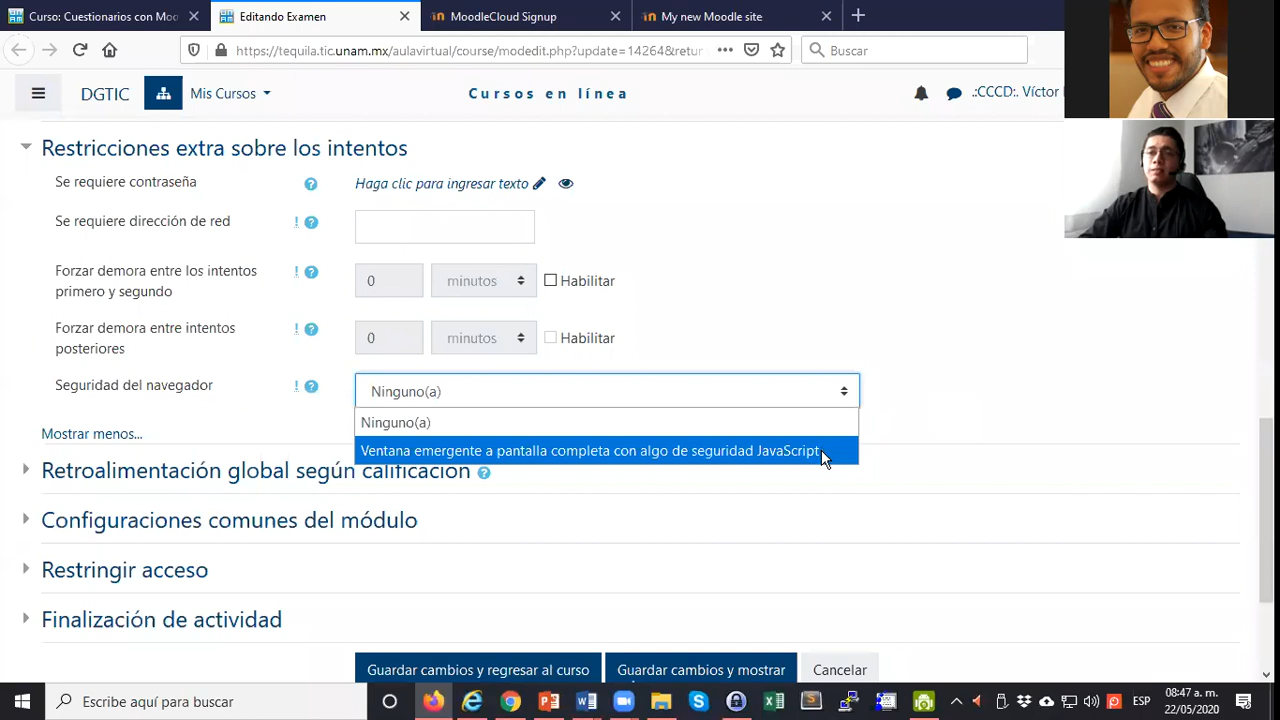 Curso: Cuestionarios con Moo
Editando Examen
MoodleCloud Signup
My new Moodle site
https://tequila.tic.unam.mx/aulavirtual/course/modedit.php?update=14264&retur
Buscar
DGTIC
Mis Cursos
Cursos en línea
.:CCCD:. Víctor
Restricciones extra sobre los intentos
Se requiere contraseña
Haga clic para ingresar texto
Se requiere dirección de red
Forzar demora entre los intentos
primero y segundo
0
minutos
Habilitar
Forzar demora entre intentos
posteriores
0
minutos
Habilitar
Seguridad del navegador
Ninguno(a)
Ninguno(a)
Ventana emergente a pantalla completa con algo de seguridad JavaScript
Mostrar menos...
Retroalimentación global según calificación
Configuraciones comunes del módulo
Restringir acceso
Finalización de actividad
Guardar cambios y regresar al curso
Guardar cambios y mostrar
Cancelar
Escribe aquí para buscar
ESP
08:47 a. m.
22/05/2020